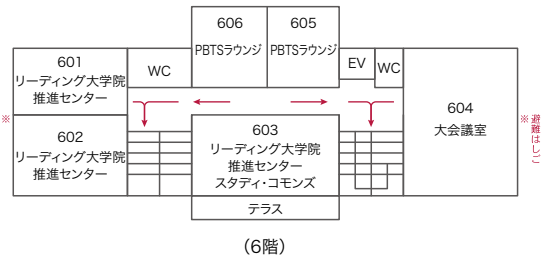 606
PBTSラウンジ
605
PBTSラウンジ
601
リーディング大学院
推進センター
WC
EV
WC
604
大会議室
※
602
リーディング大学院
推進センター
603
リーディング大学院
推進センター
スタディ・コモンズ
※避難はしご
テラス
（6階）